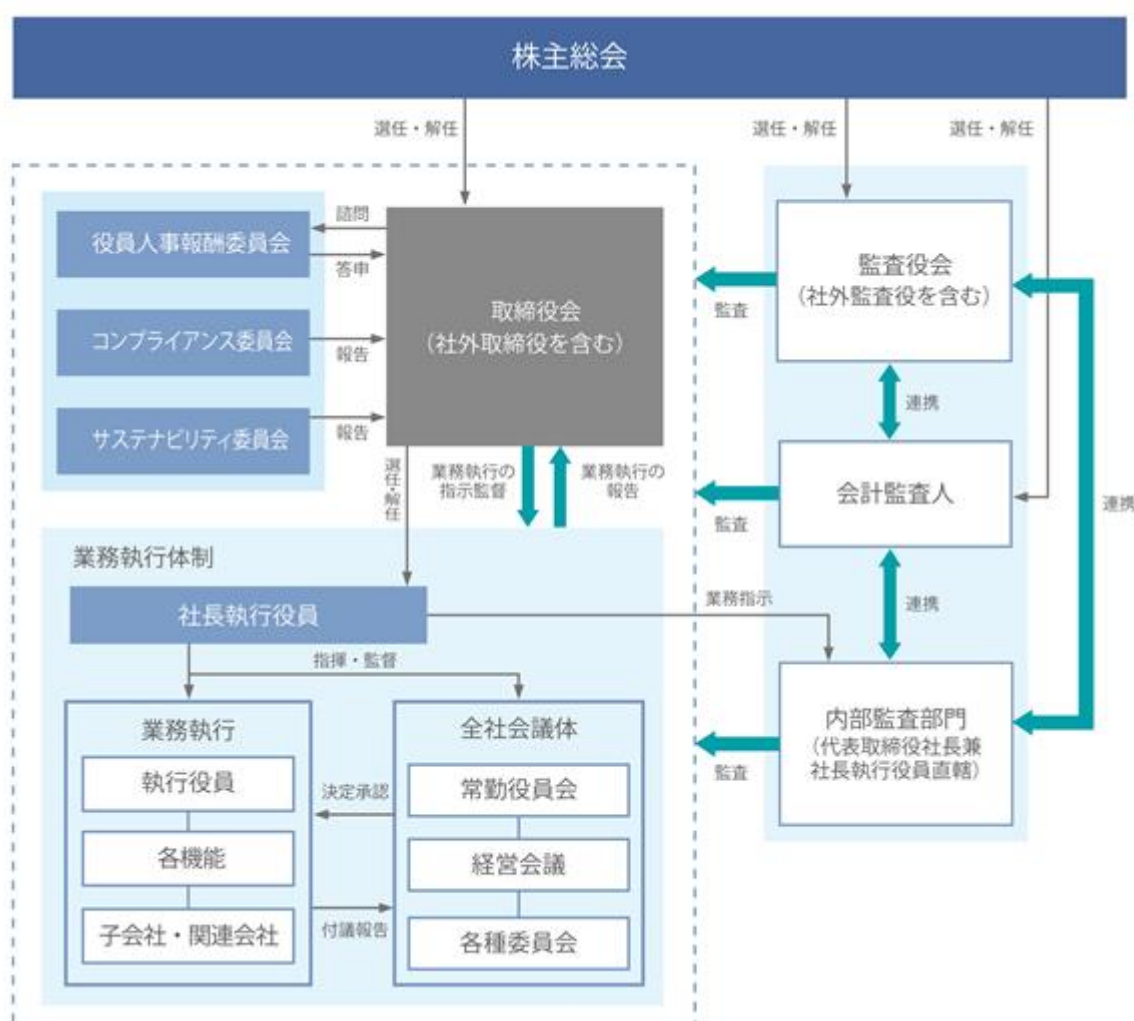 株主総会
選任・解任
選任・解任
選任・解任
役員人事報酬委員会
諮問
答申
コンプライアンス委員会
報告
サステナビリティ委員会
報告
取締役会
（社外取締役を含む）
監査役会
（社外監査役を含む）
監査
連携
会計監査人
監査
連携
連携
選任・解任
業務執行の
指示監督
業務執行の
報告
業務執行体制
社長執行役員
業務指示
指揮・監督
業務執行
執行役員
各機能
子会社・関連会社
決定承認
付議報告
全社会議体
常勤役員会
経営会議
各種委員会
内部監査部門
（代表取締役社長兼
社長執行役員直轄）
監査